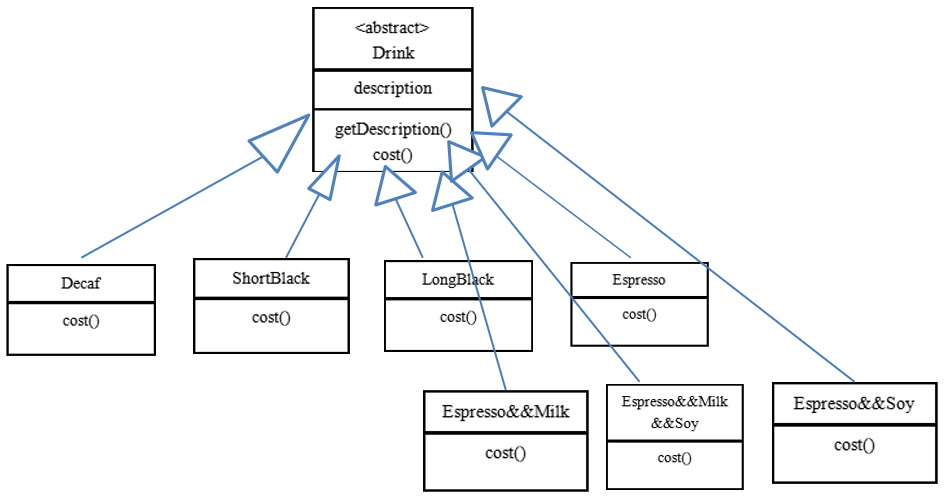 <abstract>
Drink
description
getDescription()
cost()
Decaf
cost()
ShortBlack
cost()
LongBlack
cost()
Espresso
cost()
Espresso&&Milk
cost()
Espresso&&Milk
&&Soy
cost()
Espresso&&Soy
cost()